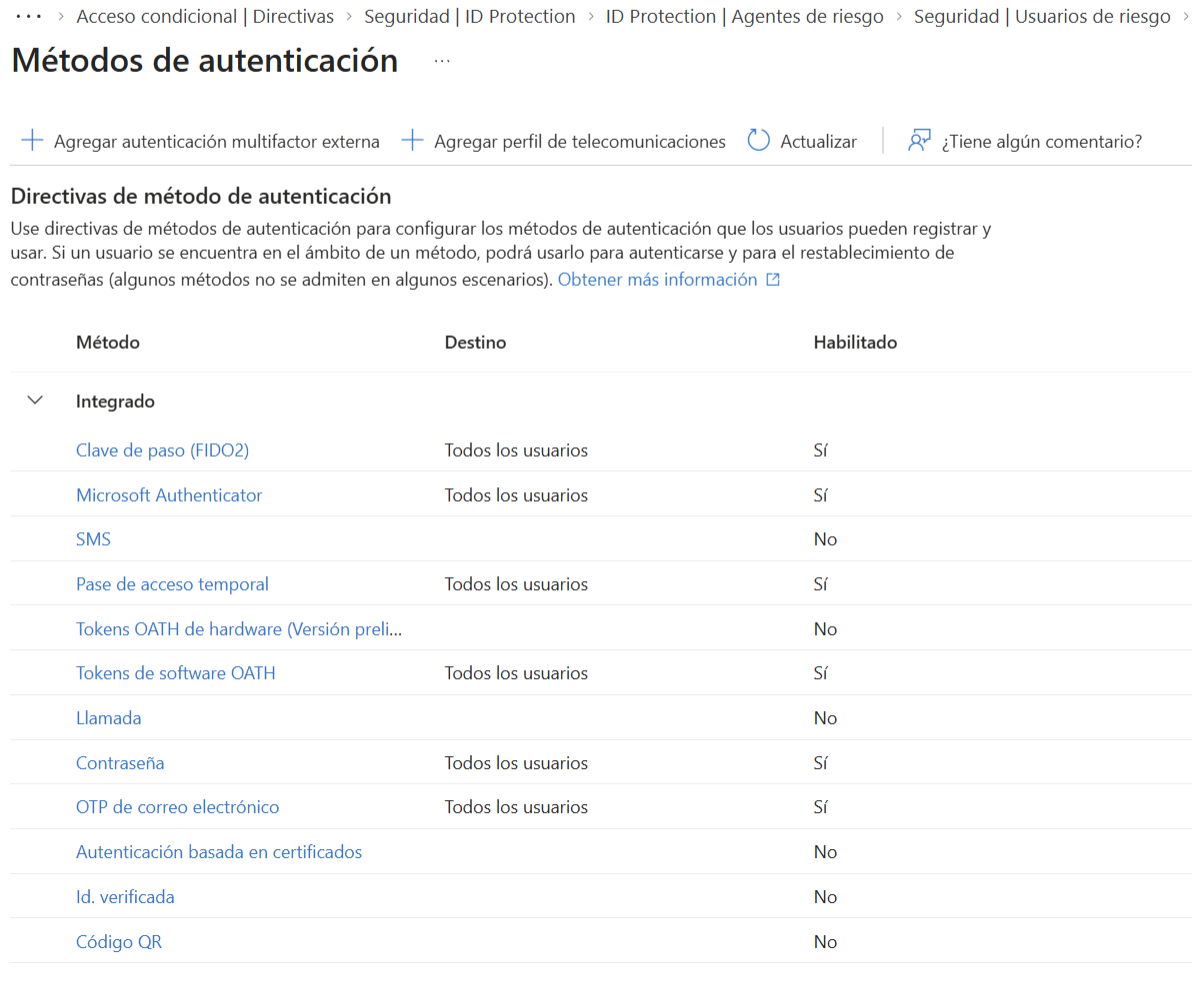 ··· > Acceso condicional | Directivas > Seguridad | ID Protection > ID Protection | Agentes de riesgo > Seguridad | Usuarios de riesgo >
Métodos de autenticación ···
Agregar autenticación multifactor externa Agregar perfil de telecomunicaciones Actualizar ¿Tiene algún comentario?
Directivas de método de autenticación
Use directivas de métodos de autenticación para configurar los métodos de autenticación que los usuarios pueden registrar y
usar. Si un usuario se encuentra en el ámbito de un método, podrá usarlo para autenticarse y para el restablecimiento de
contraseñas (algunos métodos no se admiten en algunos escenarios). Obtener más información
Método Destino Habilitado
Integrado
Clave de paso (FIDO2) Todos los usuarios Sí
Microsoft Authenticator Todos los usuarios Sí
SMS No
Pase de acceso temporal Todos los usuarios Sí
Tokens OATH de hardware (Versión preli... No
Tokens de software OATH Todos los usuarios Sí
Llamada No
Contraseña Todos los usuarios Sí
OTP de correo electrónico Todos los usuarios Sí
Autenticación basada en certificados No
Id. verificada No
Código QR No